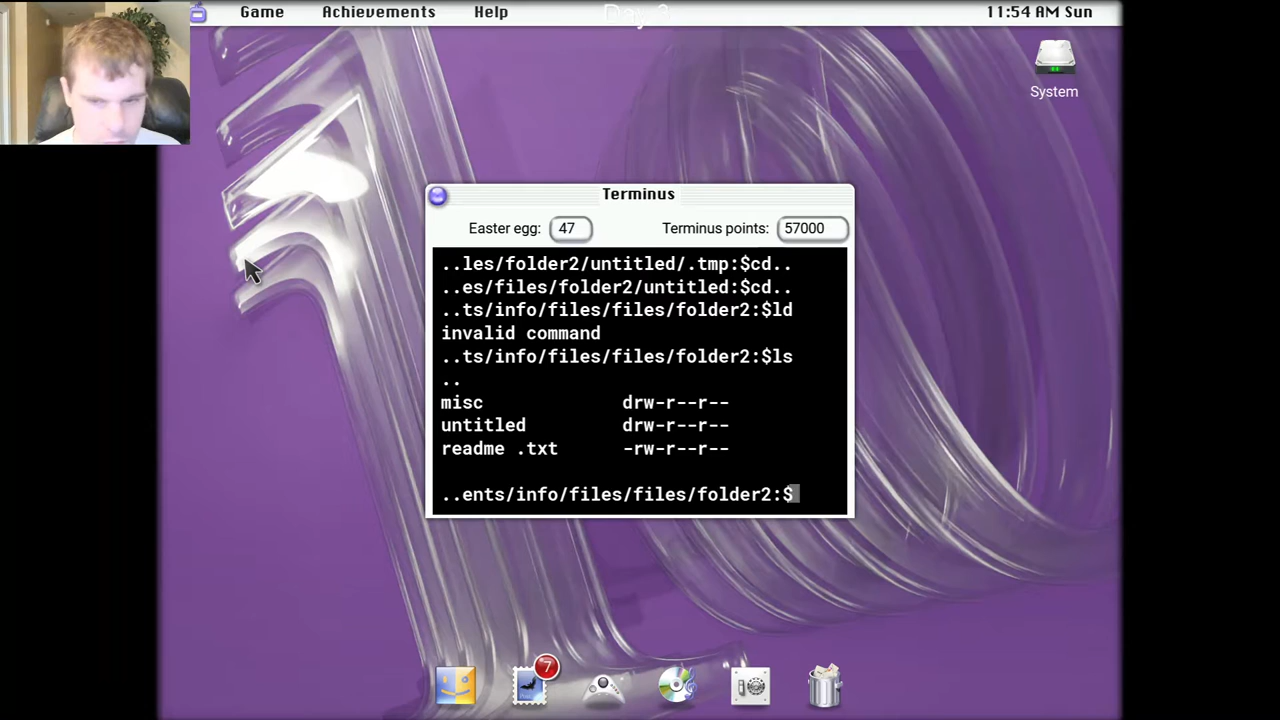 Game Achievements Help Day 11:54 AM Sun
System
Terminus
Easter egg: 47 Terminus points: 57000
..les/folder2/untitled/.tmp:$cd..
..es/files/folder2/untitled:$cd..
..ts/info/files/files/folder2:$ld
invalid command
..ts/info/files/files/folder2:$ls
..
misc drw-r--r--
untitled drw-r--r--
readme .txt -rw-r--r--
..ents/info/files/files/folder2:$
7